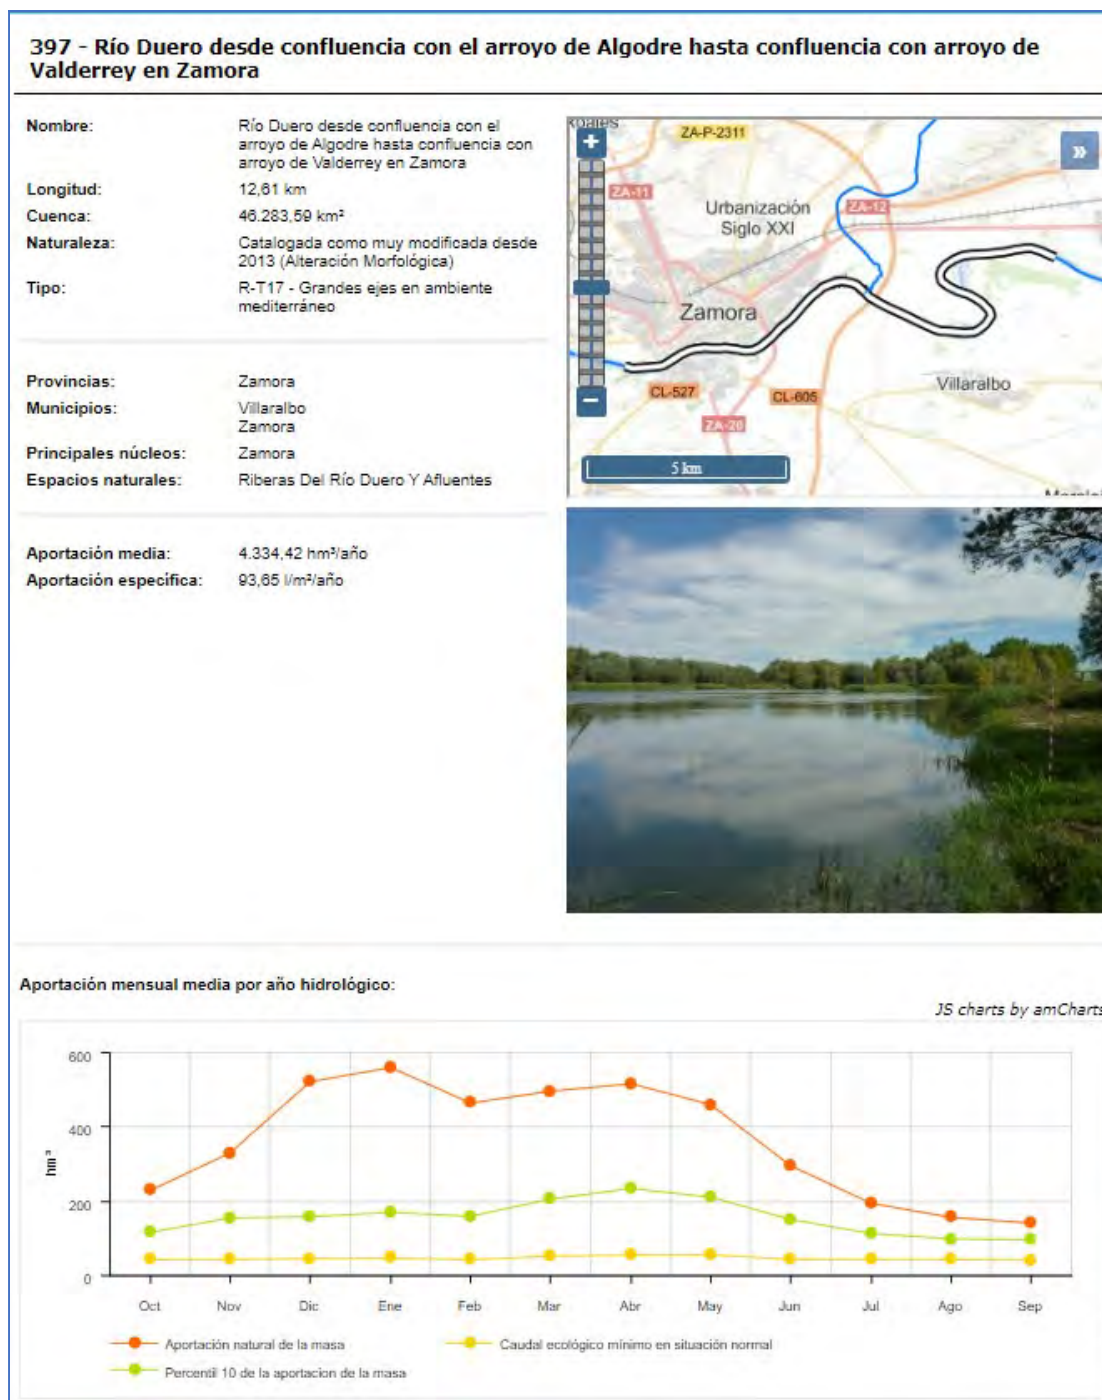 397 - Río Duero desde confluencia con el arroyo de Algodre hasta confluencia con arroyo de
Valderrey en Zamora
Nombre: Río Duero desde confluencia con el
arroyo de Algodre hasta confluencia con
arroyo de Valderrey en Zamora
Longitud: 12,61 km
Cuenca: 46.283,59 km²
Naturaleza: Catalogada como muy modificada desde
2013 (Alteración Morfológica)
Tipo: R-T17 - Grandes ejes en ambiente
mediterráneo
Provincias: Zamora
Municipios: Villaralbo
Zamora
Principales núcleos: Zamora
Espacios naturales: Riberas Del Río Duero Y Afluentes
Aportación media: 4.334,42 hm³/año
Aportación específica: 93,65 l/m²/año
+
ZA-P-2311
»
ZA-11
Urbanización
Siglo XXI
ZA-12
Zamora
Villaralbo
CL-527
CL-605
ZA-20
–
5 km
Aportación mensual media por año hidrológico:
JS charts by amCharts
600
400
200
0
hm³
Oct Nov Dic Ene Feb Mar Abr May Jun Jul Ago Sep
Aportación natural de la masa
Caudal ecológico mínimo en situación normal
Percentil 10 de la aportacion de la masa